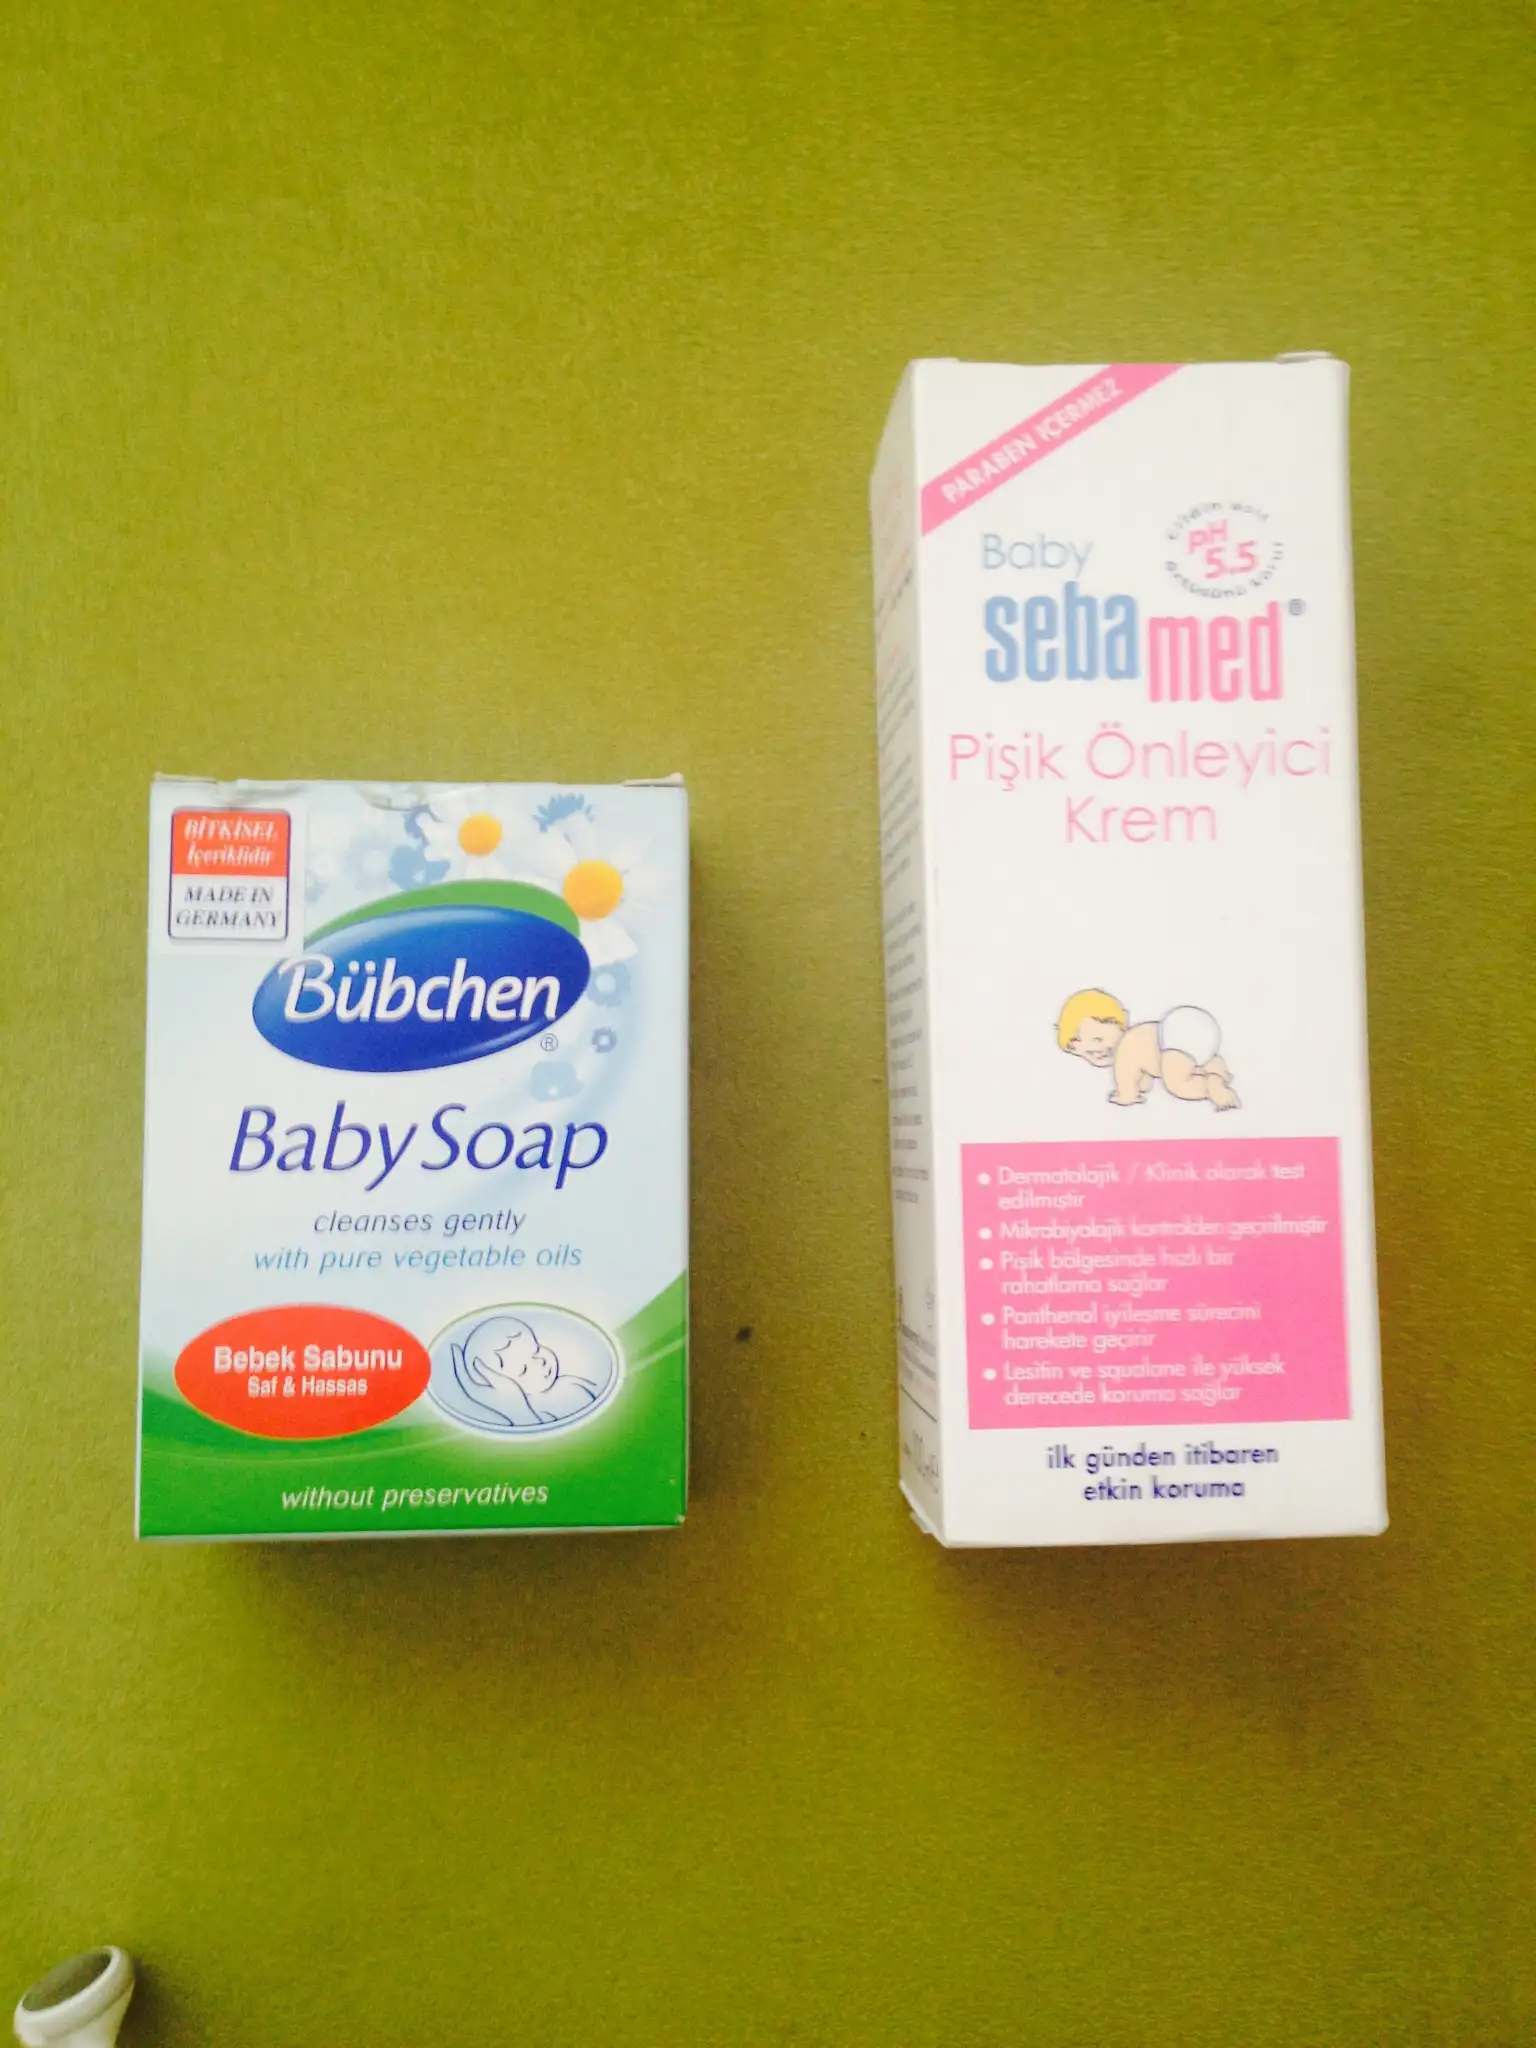 BİTKİSEL
İçeriklidir
MADE IN
GERMANY
Bübchen
®
Baby Soap
cleanses gently
with pure vegetable oils
Bebek Sabunu
Saf & Hassas
without preservatives
PARABEN İÇERMEZ
Baby
pH
5.5
sebamed®
Pişik Önleyici
Krem
• Dermatolojik / Klinik olarak test
edilmiştir
• Mikrobiyolojik kontrolden geçirilmiştir
• Pişik bölgesinde hızlı bir
rahatlama sağlar
• Panthenol iyileşme sürecini
harekete geçirir
• Lesitin ve squalane ile yüksek
derecede koruma sağlar
ilk günden itibaren
etkin koruma